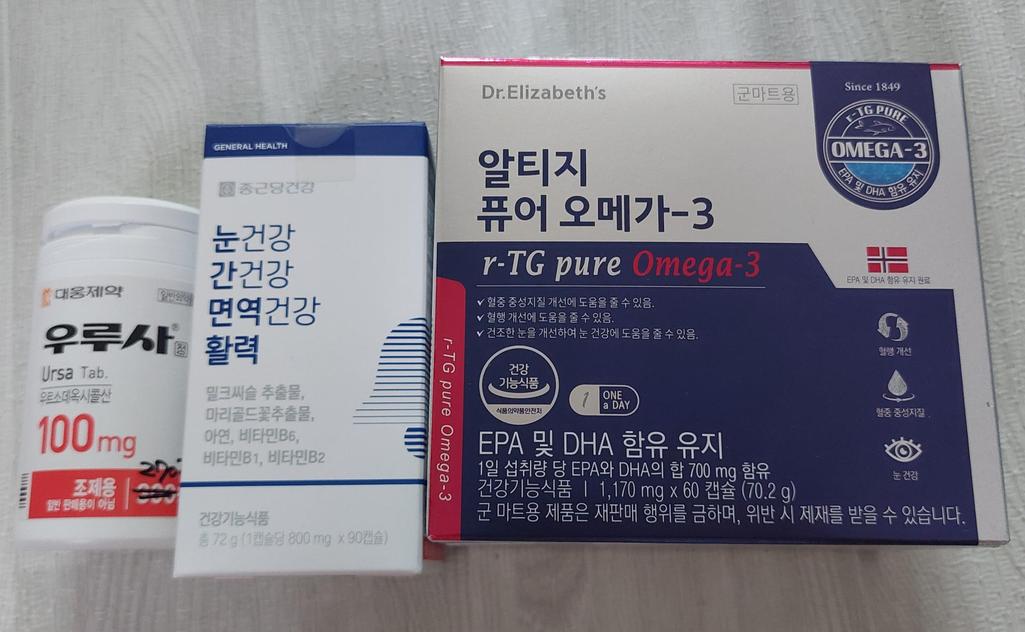 대웅제약
우루사®
정
Ursa Tab.
우르소데옥시콜산
100mg
조제용
일반 판매용이 아님
GENERAL HEALTH
종근당건강
눈건강
간건강
면역건강
활력
밀크씨슬 추출물,
마리골드꽃추출물,
아연, 비타민B6,
비타민B1, 비타민B2
건강기능식품
총 72 g (1캡슐당 800 mg x 90캡슐)
Dr.Elizabeth's
군마트용
Since 1849
r-TG PURE
OMEGA-3
EPA 및 DHA 함유 유지
알티지
퓨어 오메가-3
r-TG pure Omega-3
EPA 및 DHA 함유 유지 원료
✓ 혈중 중성지질 개선에 도움을 줄 수 있음.
✓ 혈행 개선에 도움을 줄 수 있음.
✓ 건조한 눈을 개선하여 눈 건강에 도움을 줄 수 있음.
혈행 개선
혈중 중성지질
눈 건강
건강
기능식품
식품의약품안전처
1 ONE
a DAY
r-TG pure Omega-3
EPA 및 DHA 함유 유지
1일 섭취량 당 EPA와 DHA의 합 700 mg 함유
건강기능식품 | 1,170 mg x 60 캡슐 (70.2 g)
군 마트용 제품은 재판매 행위를 금하며, 위반 시 제재를 받을 수 있습니다.